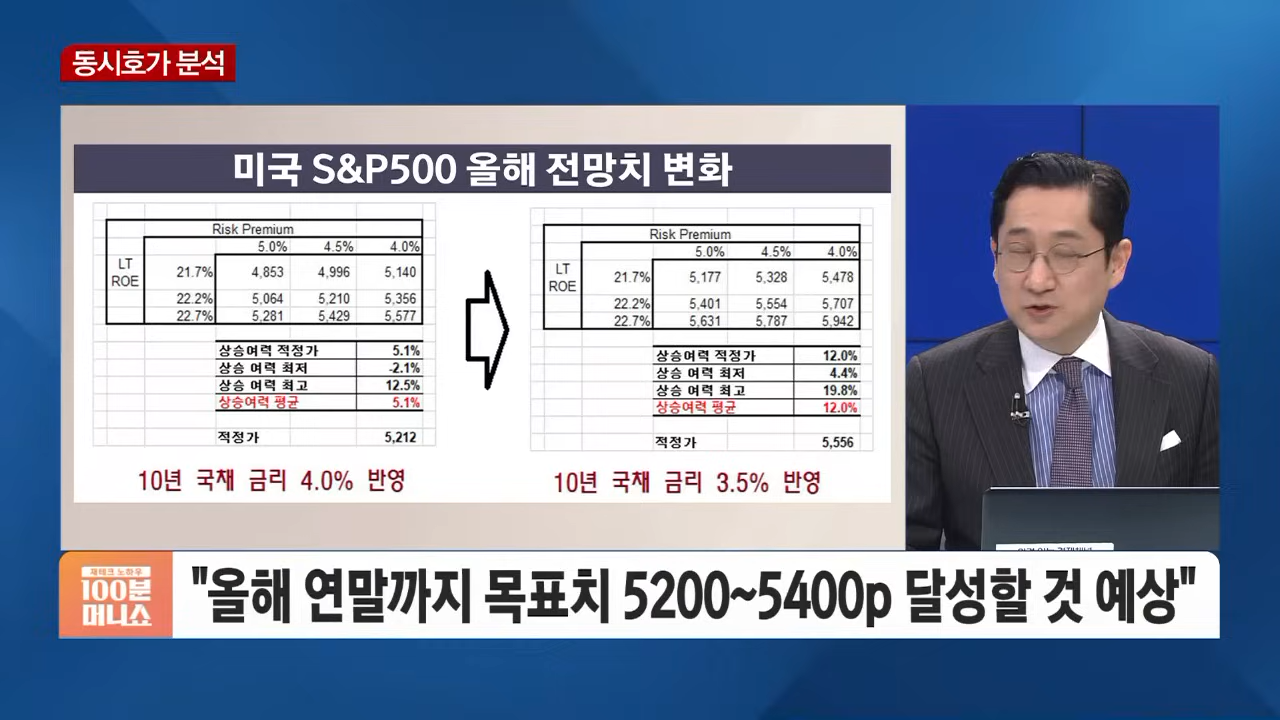 동시호가 분석
미국 S&P500 올해 전망치 변화
Risk Premium
5.0% 4.5% 4.0%
LT
ROE
21.7% 4,853 4,996 5,140
22.2% 5,064 5,210 5,356
22.7% 5,281 5,429 5,577
상승여력 적정가 5.1%
상승 여력 최저 -2.1%
상승 여력 최고 12.5%
상승여력 평균 5.1%
적정가 5,212
10년 국채 금리 4.0% 반영
Risk Premium
5.0% 4.5% 4.0%
LT
ROE
21.7% 5,177 5,328 5,478
22.2% 5,401 5,554 5,707
22.7% 5,631 5,787 5,942
상승여력 적정가 12.0%
상승 여력 최저 4.4%
상승 여력 최고 19.8%
상승여력 평균 12.0%
적정가 5,556
10년 국채 금리 3.5% 반영
재테크 노하우
100분
머니쇼
"올해 연말까지 목표치 5200~5400p 달성할 것 예상"